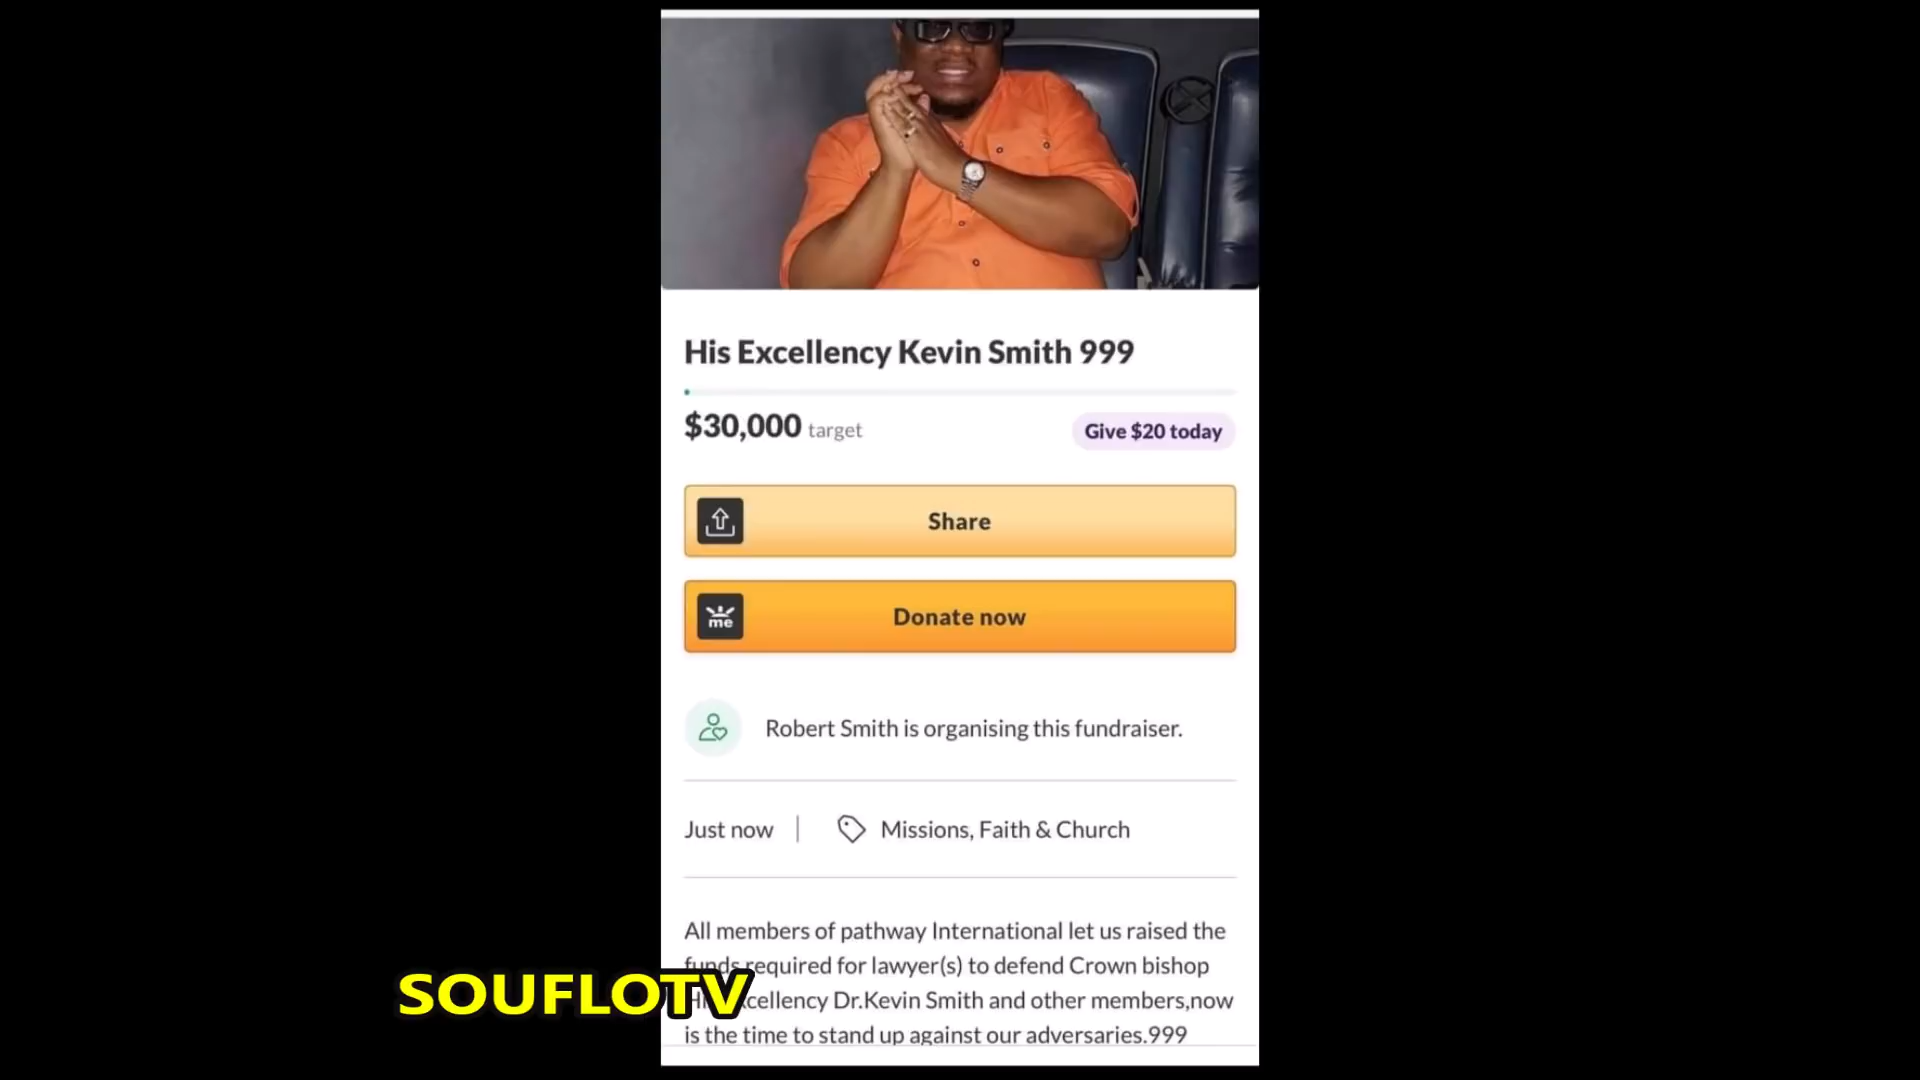 His Excellency Kevin Smith 999
$30,000 target
Give $20 today
Share
me
Donate now
Robert Smith is organising this fundraiser.
Just now
Missions, Faith & Church
All members of pathway International let us raised the
funds required for lawyer(s) to defend Crown bishop
Excellency Dr.Kevin Smith and other members,now
is the time to stand up against our adversaries.999
SOUFLOTV